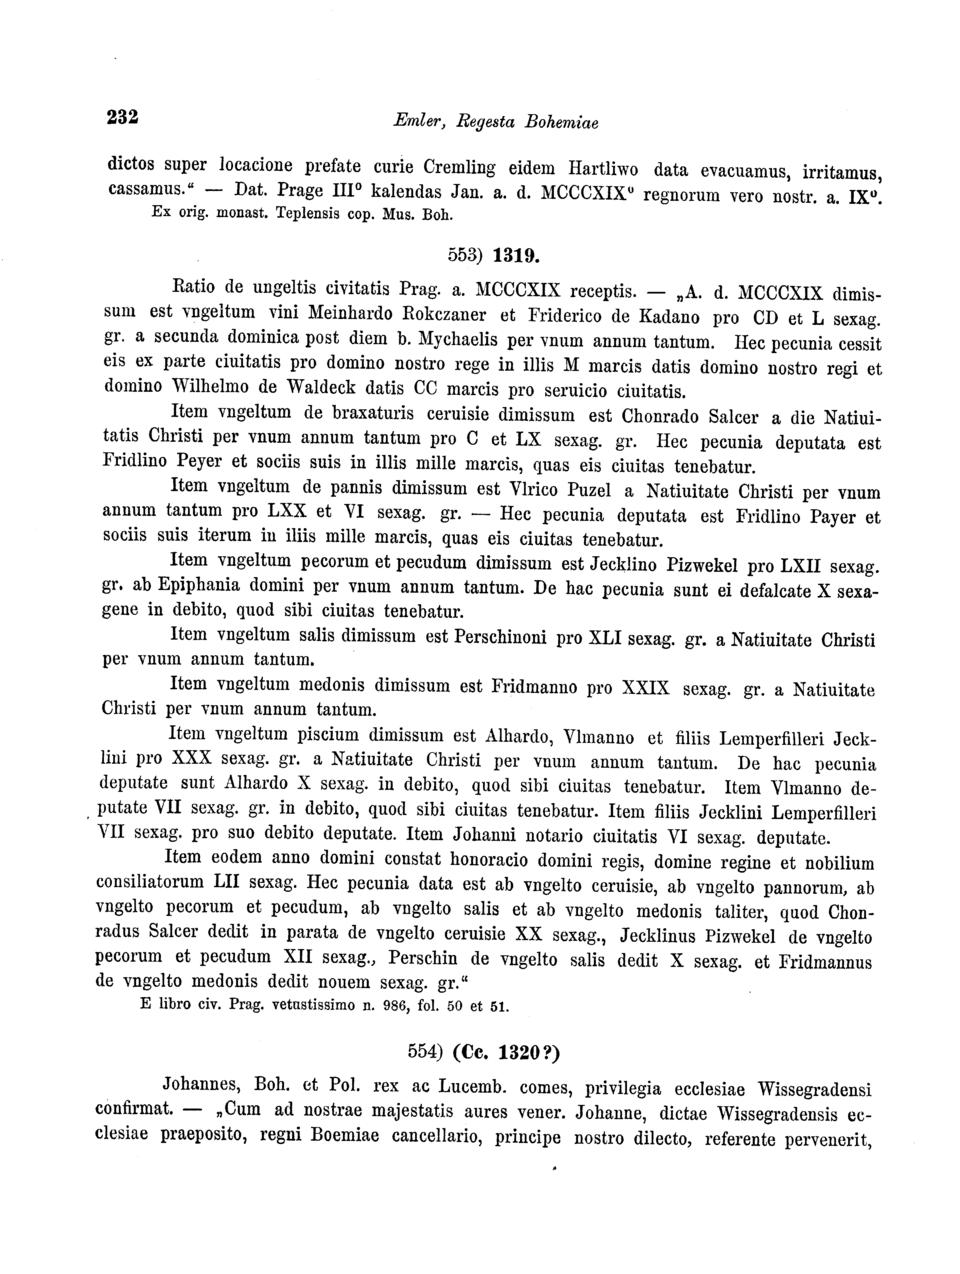 232
Emler, Regesta Bohemiae
dictos super locacione prefate curie Cremling eidem Hartliwo data evacuamus, irritamus,
cassamus.“ — Dat. Prage III⁰ kalendas Jan. a. d. MCCCXIX⁰ regnorum vero nostr. a. IX⁰.
Ex orig. monast. Teplensis cop. Mus. Boh.
553) 1319.
Ratio de ungeltis civitatis Prag. a. MCCCXIX receptis. — „A. d. MCCCXIX dimis-
sum est vngeltum vini Meinhardo Rokczaner et Friderico de Kadano pro CD et L sexag.
gr. a secunda dominica post diem b. Mychaelis per vnum annum tantum. Hec pecunia cessit
eis ex parte ciuitatis pro domino nostro rege in illis M marcis datis domino nostro regi et
domino Wilhelmo de Waldeck datis CC marcis pro seruicio ciuitatis.
Item vngeltum de braxaturis ceruisie dimissum est Chonrado Salcer a die Natiui-
tatis Christi per vnum annum tantum pro C et LX sexag. gr. Hec pecunia deputata est
Fridlino Peyer et sociis suis in illis mille marcis, quas eis ciuitas tenebatur.
Item vngeltum de pannis dimissum est Vlrico Puzel a Natiuitate Christi per vnum
annum tantum pro LXX et VI sexag. gr. — Hec pecunia deputata est Fridlino Payer et
sociis suis iterum in iliis mille marcis, quas eis ciuitas tenebatur.
Item vngeltum pecorum et pecudum dimissum est Jecklino Pizwekel pro LXII sexag.
gr. ab Epiphania domini per vnum annum tantum. De hac pecunia sunt ei defalcate X sexa-
gene in debito, quod sibi ciuitas tenebatur.
Item vngeltum salis dimissum est Perschinoni pro XLI sexag. gr. a Natiuitate Christi
per vnum annum tantum.
Item vngeltum medonis dimissum est Fridmanno pro XXIX sexag. gr. a Natiuitate
Christi per vnum annum tantum.
Item vngeltum piscium dimissum est Alhardo, Vlmanno et filiis Lemperfilleri Jeck-
lini pro XXX sexag. gr. a Natiuitate Christi per vnum annum tantum. De hac pecunia
deputate sunt Alhardo X sexag. in debito, quod sibi ciuitas tenebatur. Item Vlmanno de-
putate VII sexag. gr. in debito, quod sibi ciuitas tenebatur. Item filiis Jecklini Lemperfilleri
VII sexag. pro suo debito deputate. Item Johanni notario ciuitatis VI sexag. deputate.
Item eodem anno domini constat honoracio domini regis, domine regine et nobilium
consiliatorum LII sexag. Hec pecunia data est ab vngelto ceruisie, ab vngelto pannorum, ab
vngelto pecorum et pecudum, ab vngelto salis et ab vngelto medonis taliter, quod Chon-
radus Salcer dedit in parata de vngelto ceruisie XX sexag., Jecklinus Pizwekel de vngelto
pecorum et pecudum XII sexag., Perschin de vngelto salis dedit X sexag. et Fridmannus
de vngelto medonis dedit nouem sexag. gr.“
E libro civ. Prag. vetustissimo n. 986, fol. 50 et 51.
554) (Cc. 1320?)
Johannes, Boh. et Pol. rex ac Lucemb. comes, privilegia ecclesiae Wissegradensi
confirmat. — „Cum ad nostrae majestatis aures vener. Johanne, dictae Wissegradensis ec-
clesiae praeposito, regni Boemiae cancellario, principe nostro dilecto, referente pervenerit,